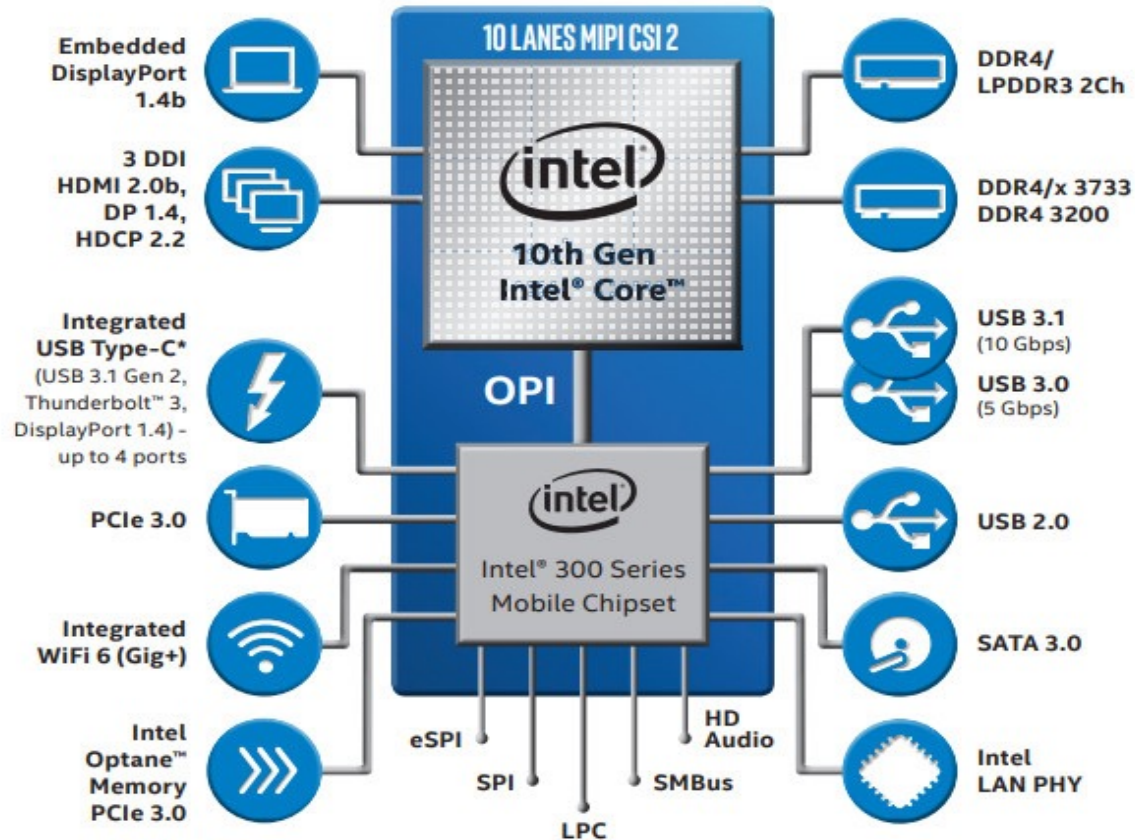 10 LANES MIPI CSI 2
Embedded
DisplayPort
1.4b
3 DDI
HDMI 2.0b,
DP 1.4,
HDCP 2.2
Integrated
USB Type-C*
(USB 3.1 Gen 2,
Thunderbolt™ 3,
DisplayPort 1.4) -
up to 4 ports
PCIe 3.0
Integrated
WiFi 6 (Gig+)
Intel
Optane™
Memory
PCIe 3.0
intel
10th Gen
Intel® Core™
OPI
intel
Intel® 300 Series
Mobile Chipset
eSPI
SPI
LPC
SMBus
HD
Audio
DDR4/
LPDDR3 2Ch
DDR4/x 3733
DDR4 3200
USB 3.1
(10 Gbps)
USB 3.0
(5 Gbps)
USB 2.0
SATA 3.0
Intel
LAN PHY